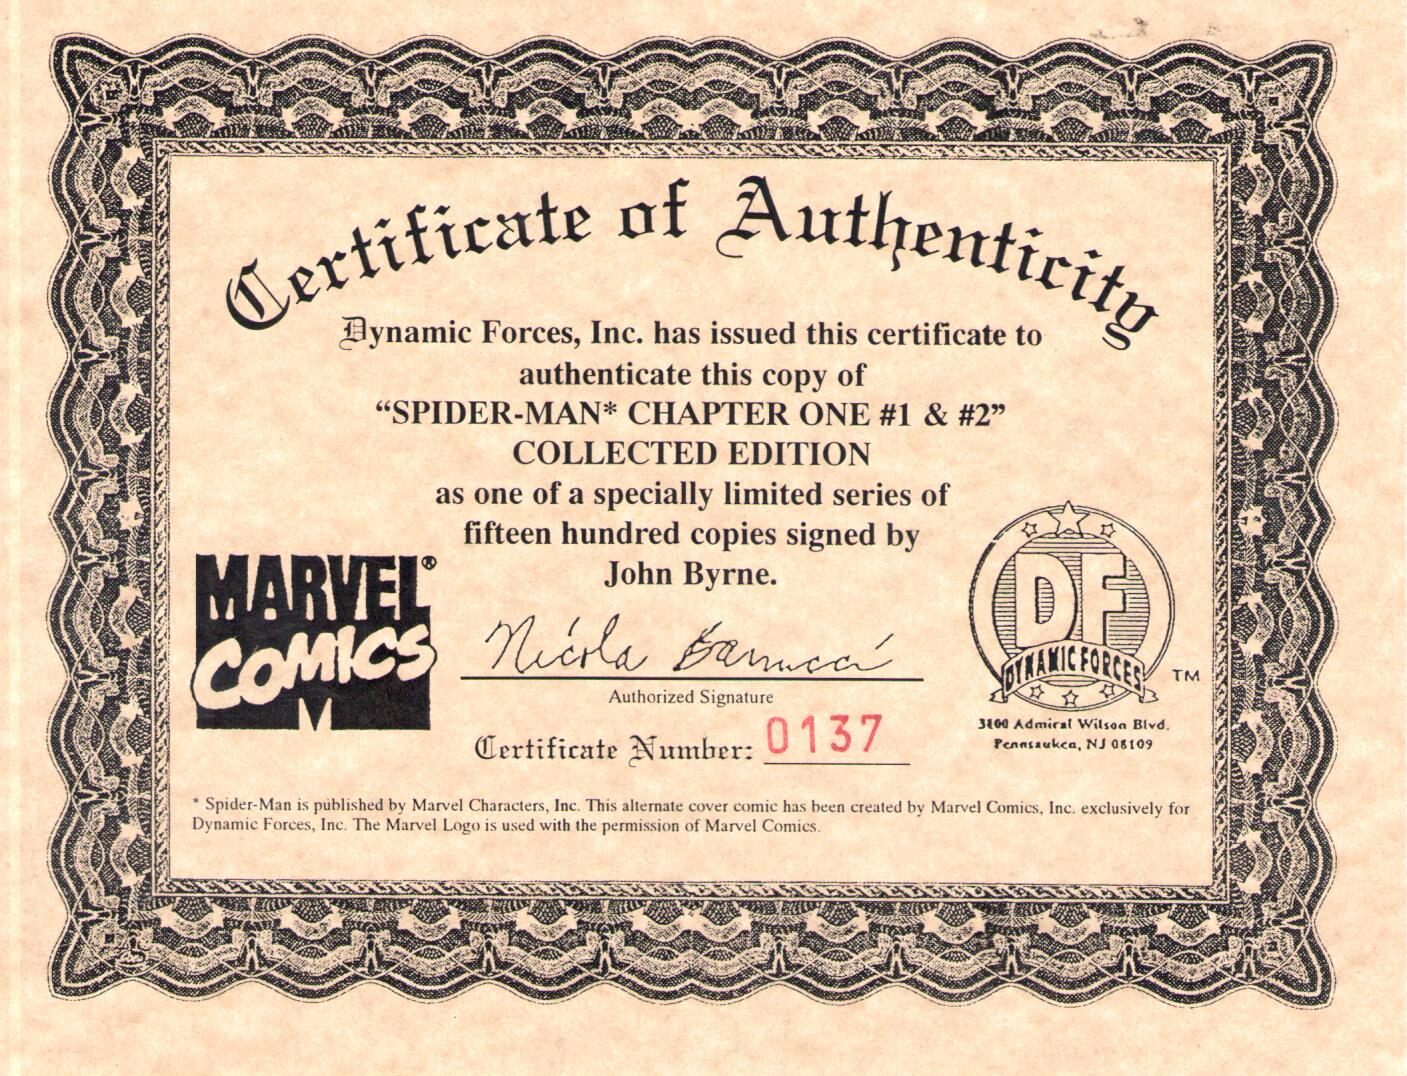 Certificate of Authenticity
Dynamic Forces, Inc. has issued this certificate to
authenticate this copy of
“SPIDER-MAN* CHAPTER ONE #1 & #2”
COLLECTED EDITION
as one of a specially limited series of
fifteen hundred copies signed by
John Byrne.
MARVEL®
COMICS
Nicola Barrucci
Authorized Signature
Certificate Number: 0137
DF
DYNAMIC FORCES
TM
3800 Admiral Wilson Blvd.
Pennsauken, NJ 08109
* Spider-Man is published by Marvel Characters, Inc. This alternate cover comic has been created by Marvel Comics, Inc. exclusively for
Dynamic Forces, Inc. The Marvel Logo is used with the permission of Marvel Comics.